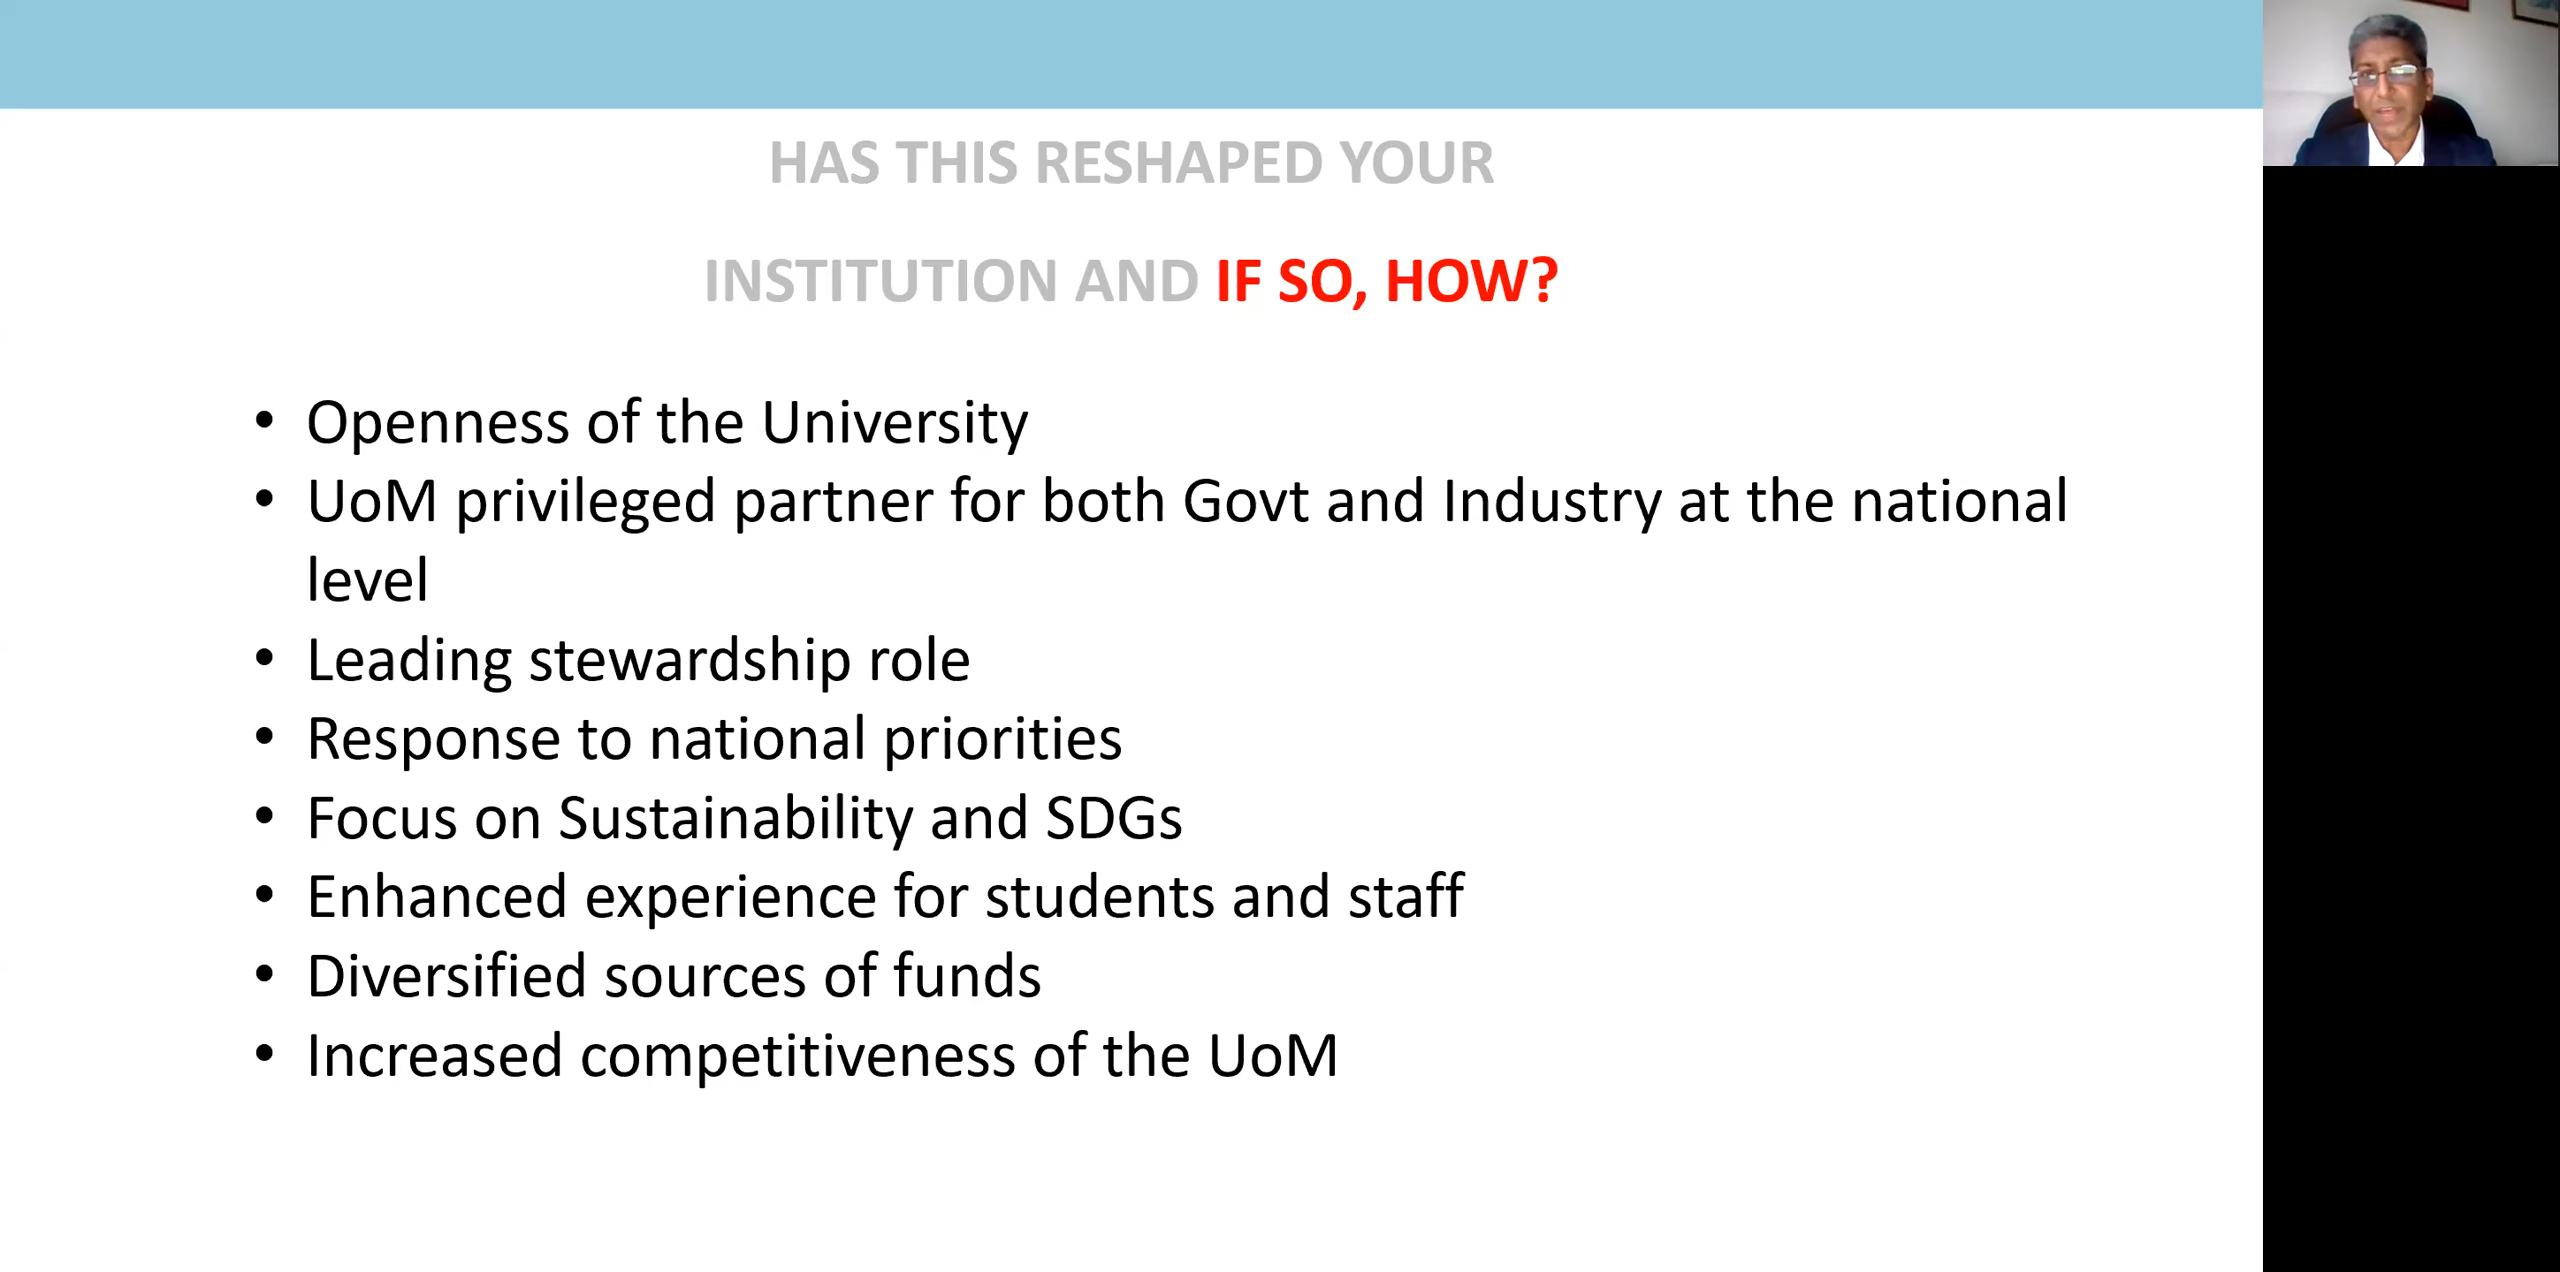 HAS THIS RESHAPED YOUR
INSTITUTION AND IF SO, HOW?
• Openness of the University
• UoM privileged partner for both Govt and Industry at the national
level
• Leading stewardship role
• Response to national priorities
• Focus on Sustainability and SDGs
• Enhanced experience for students and staff
• Diversified sources of funds
• Increased competitiveness of the UoM